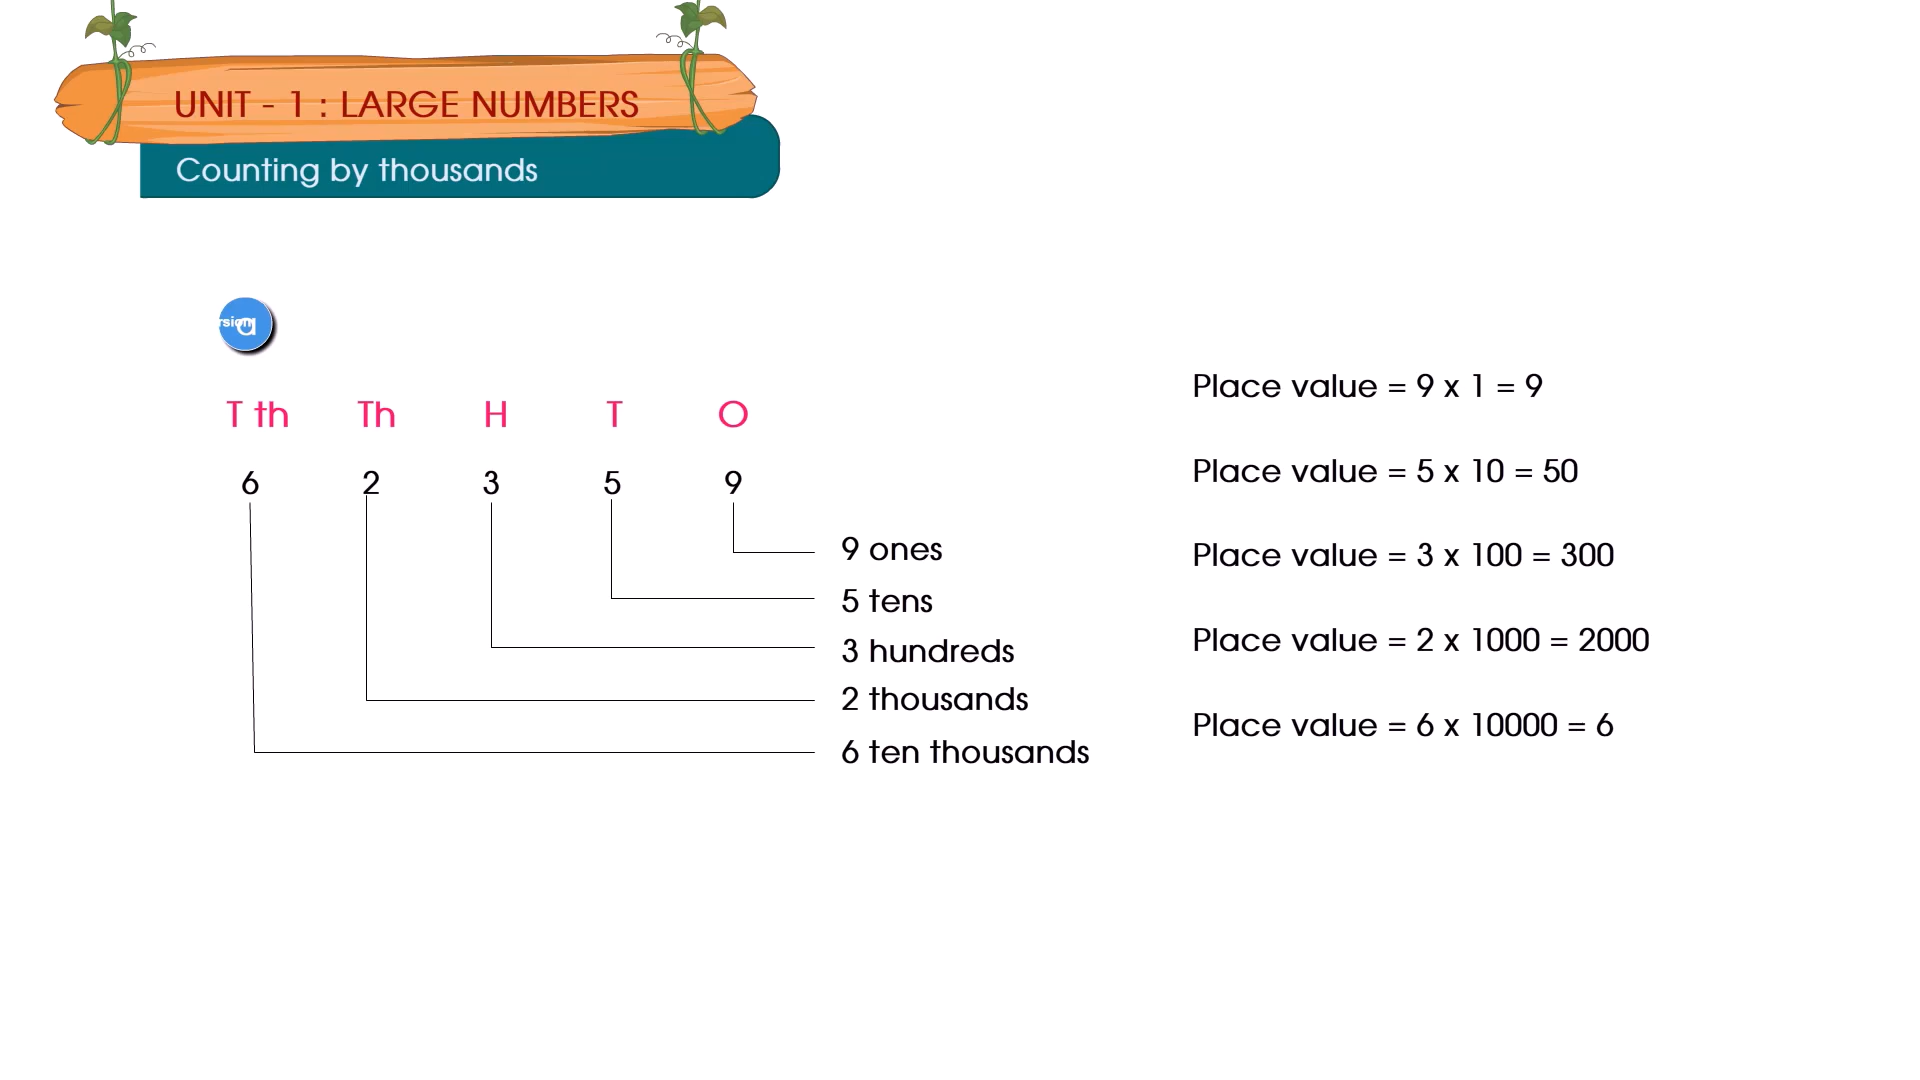 UNIT - 1 : LARGE NUMBERS
Counting by thousands
a
T th Th H T O
6 2 3 5 9
9 ones
5 tens
3 hundreds
2 thousands
6 ten thousands
Place value = 9 x 1 = 9
Place value = 5 x 10 = 50
Place value = 3 x 100 = 300
Place value = 2 x 1000 = 2000
Place value = 6 x 10000 = 6